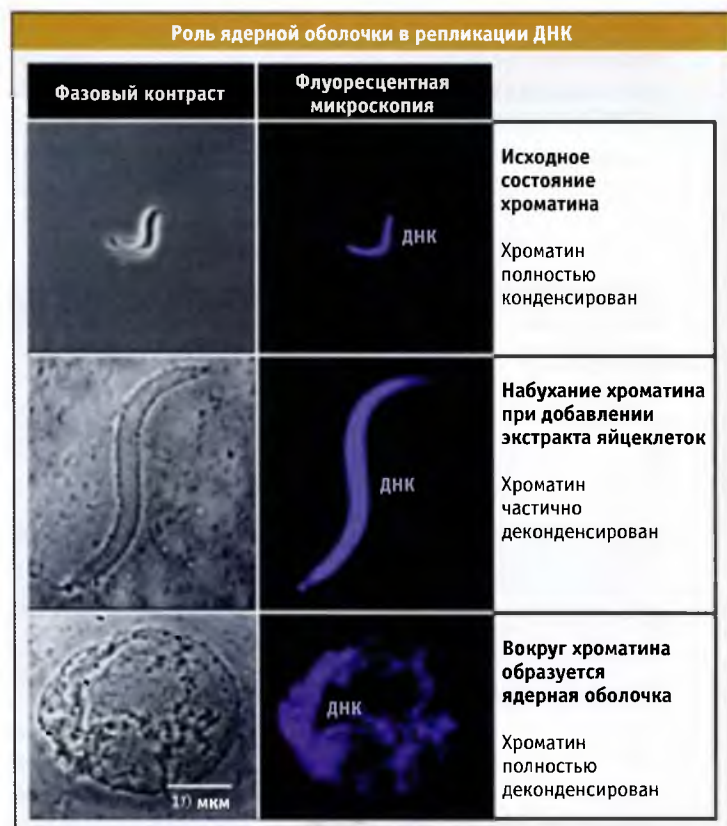 Роль ядерной оболочки в репликации ДНК
Фазовый контраст
Флуоресцентная
микроскопия
ДНК
Исходное
состояние
хроматина
Хроматин
полностью
конденсирован
ДНК
Набухание хроматина
при добавлении
экстракта яйцеклеток
Хроматин
частично
деконденсирован
10 мкм
ДНК
Вокруг хроматина
образуется
ядерная оболочка
Хроматин
полностью
деконденсирован